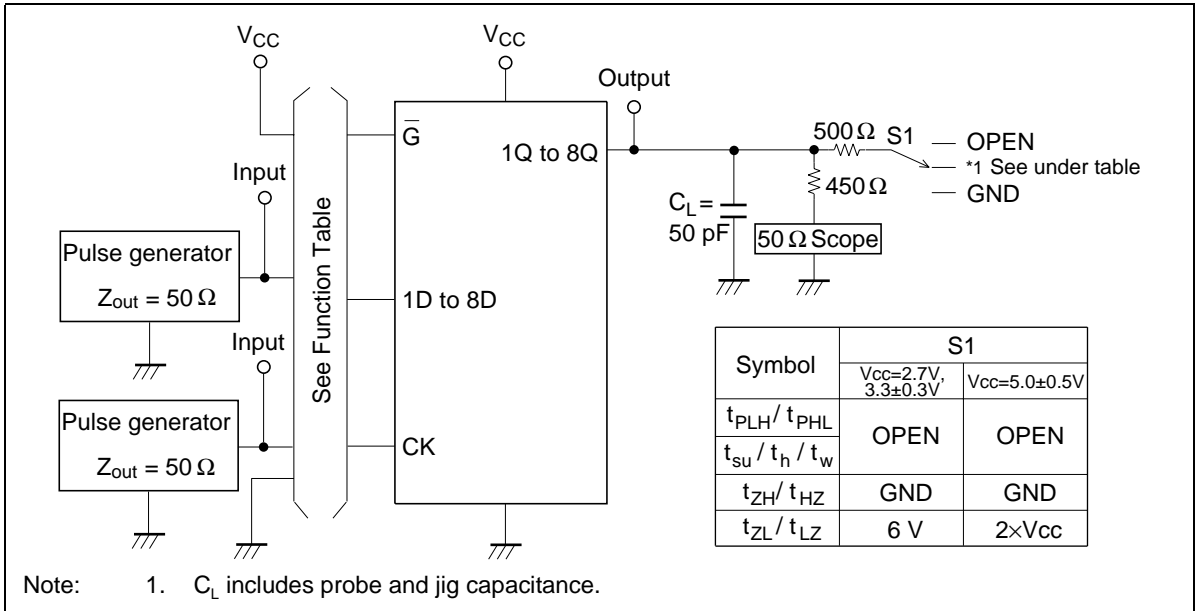 VCC
VCC
Output
G
1Q to 8Q
500 Ω S1
OPEN
*1 See under table
GND
450 Ω
CL =
50 pF
50 Ω Scope
Input
Pulse generator
Zout = 50 Ω
See Function Table
1D to 8D
Input
Pulse generator
Zout = 50 Ω
CK
Symbol S1
Vcc=2.7V, 3.3±0.3V Vcc=5.0±0.5V
tPLH / tPHL OPEN OPEN
tsu / th / tw
tZH / tHZ GND GND
tZL / tLZ 6 V 2×Vcc
Note: 1. CL includes probe and jig capacitance.